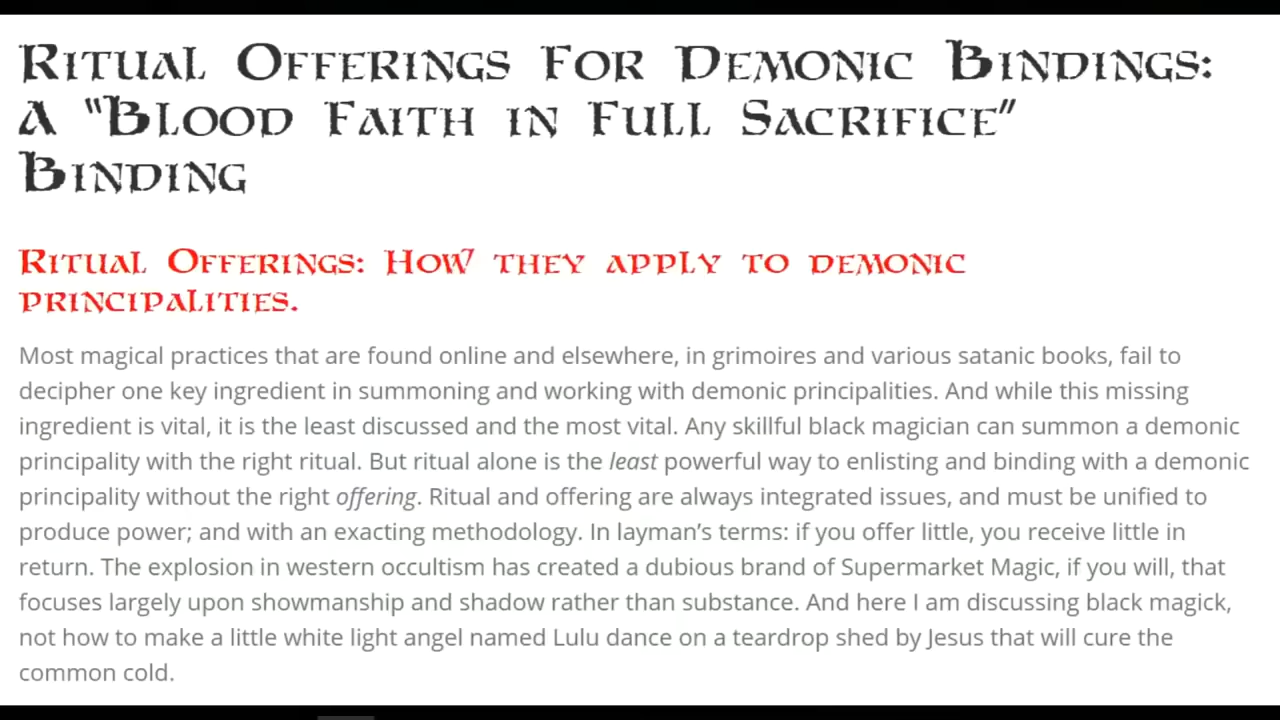 Ritual Offerings For Demonic Bindings:
A "Blood Faith in Full Sacrifice"
Binding
Ritual Offerings: How they apply to demonic
principalities.
Most magical practices that are found online and elsewhere, in grimoires and various satanic books, fail to
decipher one key ingredient in summoning and working with demonic principalities. And while this missing
ingredient is vital, it is the least discussed and the most vital. Any skillful black magician can summon a demonic
principality with the right ritual. But ritual alone is the least powerful way to enlisting and binding with a demonic
principality without the right offering. Ritual and offering are always integrated issues, and must be unified to
produce power; and with an exacting methodology. In layman’s terms: if you offer little, you receive little in
return. The explosion in western occultism has created a dubious brand of Supermarket Magic, if you will, that
focuses largely upon showmanship and shadow rather than substance. And here I am discussing black magick,
not how to make a little white light angel named Lulu dance on a teardrop shed by Jesus that will cure the
common cold.